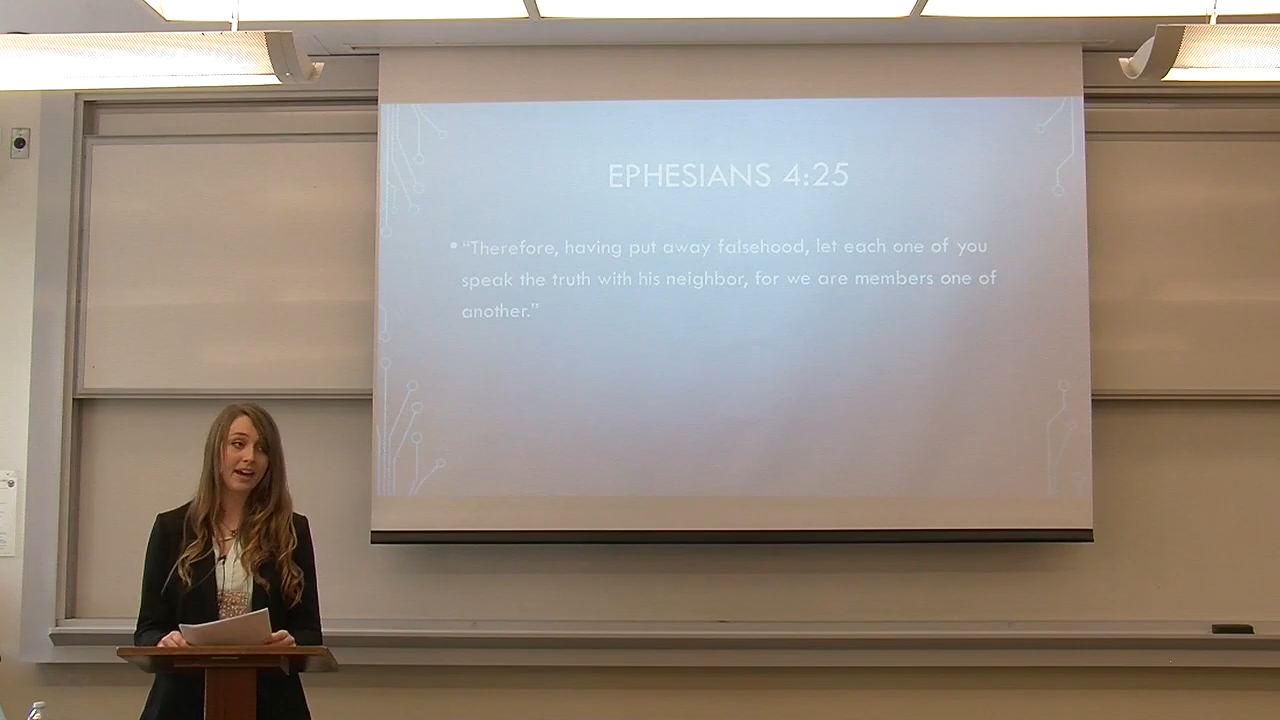 EPHESIANS 4:25
• “Therefore, having put away falsehood, let each one of you
speak the truth with his neighbor, for we are members one of
another.”